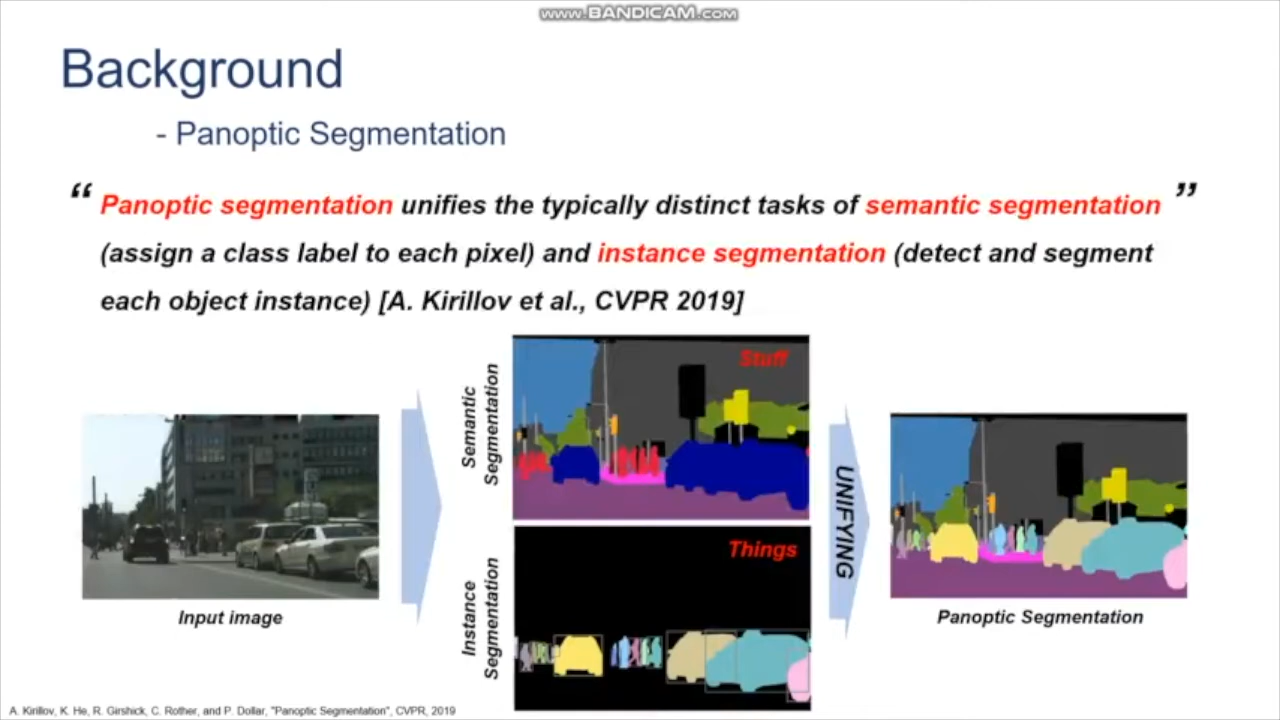 www.BANDICAM.com
Background
- Panoptic Segmentation
“ Panoptic segmentation unifies the typically distinct tasks of semantic segmentation ”
(assign a class label to each pixel) and instance segmentation (detect and segment
each object instance) [A. Kirillov et al., CVPR 2019]
Semantic
Segmentation
Stuff
Input image
Instance
Segmentation
Things
UNIFYING
Panoptic Segmentation
A. Kirillov, K. He, R. Girshick, C. Rother, and P. Dollar, "Panoptic Segmentation", CVPR, 2019